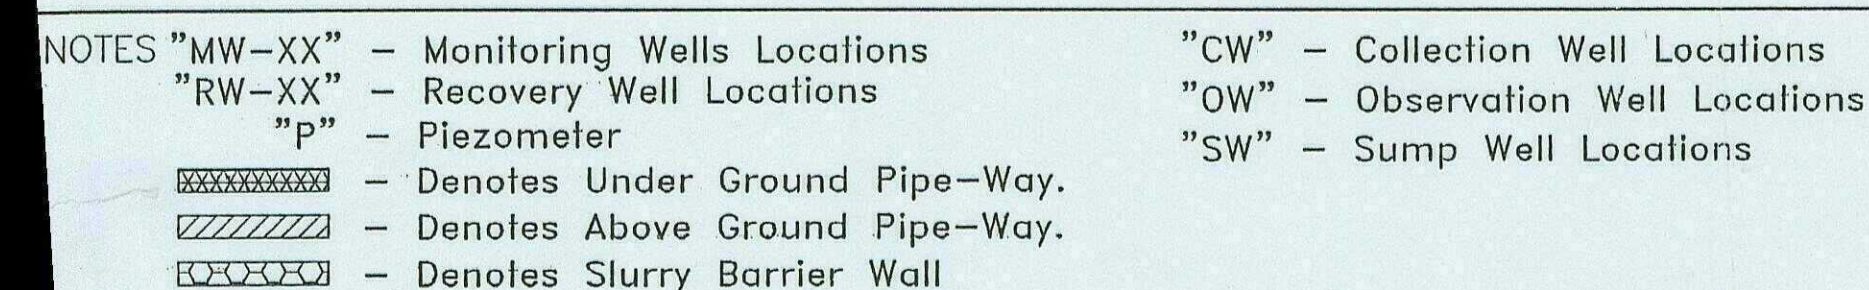 NOTES "MW-XX" - Monitoring Wells Locations
"RW-XX" - Recovery Well Locations
"P" - Piezometer
- Denotes Under Ground Pipe-Way.
- Denotes Above Ground Pipe-Way.
- Denotes Slurry Barrier Wall
"CW" - Collection Well Locations
"OW" - Observation Well Locations
"SW" - Sump Well Locations